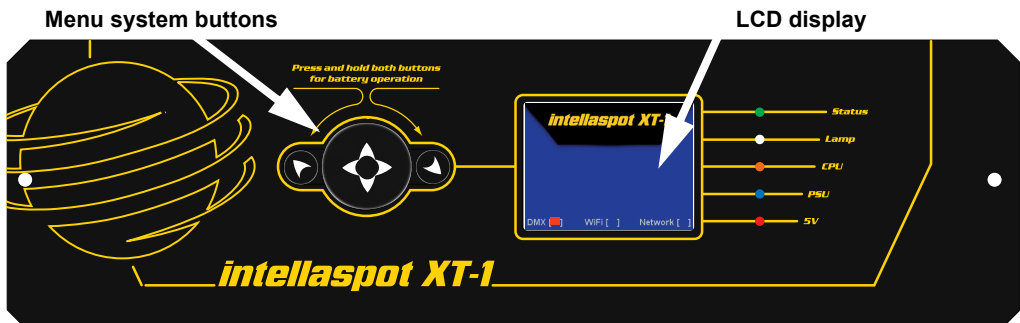 Menu system buttons
LCD display
Press and hold both buttons
for battery operation
intellaspot XT-
DMX [ ]
WiFi [ ]
Network [ ]
Status
Lamp
CPU
PSU
5V
intellaspot XT-1